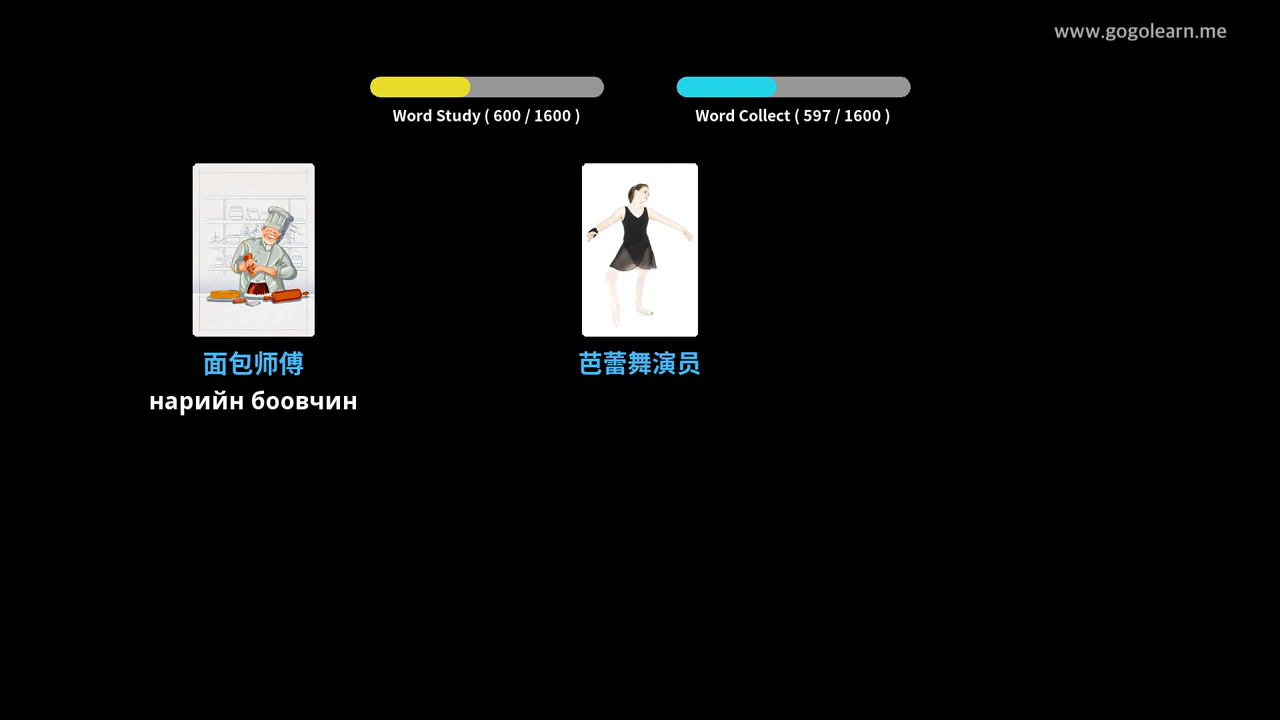 www.gogolearn.me
Word Study ( 600 / 1600 )
Word Collect ( 597 / 1600 )
面包师傅
нарийн боовчин
芭蕾舞演员